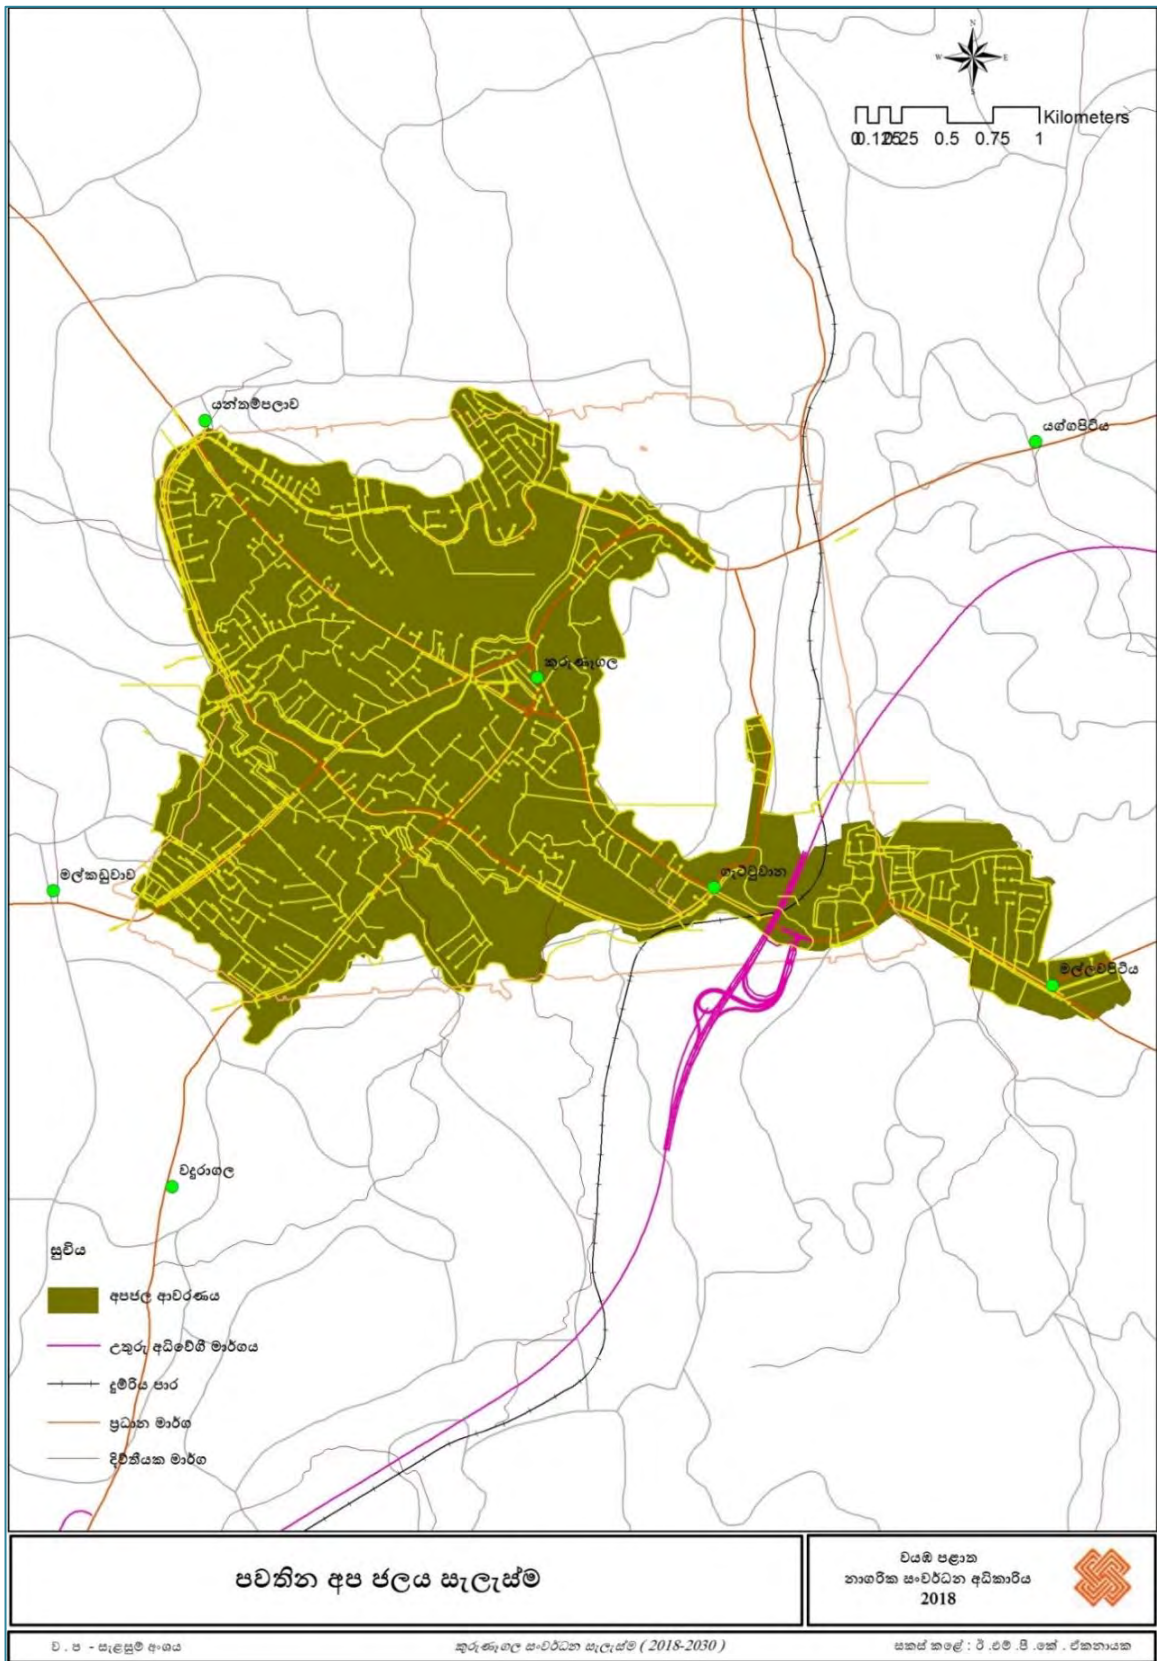 N
W E
S
Kilometers
0 0.125 0.25 0.5 0.75 1
යන්තම්පලාව
යග්ගපිටිය
කුරුණෑගල
මල්කඩුවාව
ගැට්ටුවාන
මල්ලවපිටිය
වදුරාගල
සුචිය
අපජල ආවරණය
උතුරු අධිවේගී මාර්ගය
දුම්රිය පාර
ප්‍රධාන මාර්ග
ද්විතීයක මාර්ග
පවතින අප ජලය සැලැස්ම
වයඹ පළාත
නාගරික සංවර්ධන අධිකාරිය
2018
ව . ප - සැළසුම් අංශය
කුරුණෑගල සංවර්ධන සැලැස්ම ( 2018-2030 )
සකස් කළේ : ඊ .එම් .පී .කේ . ඒකනායක